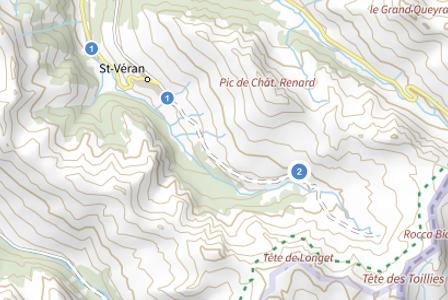 le Grand Queyra
1
St-Véran
Pic de Chât. Renard
1
2
Rocca Bia
Tête de Longet
Tête des Toillies